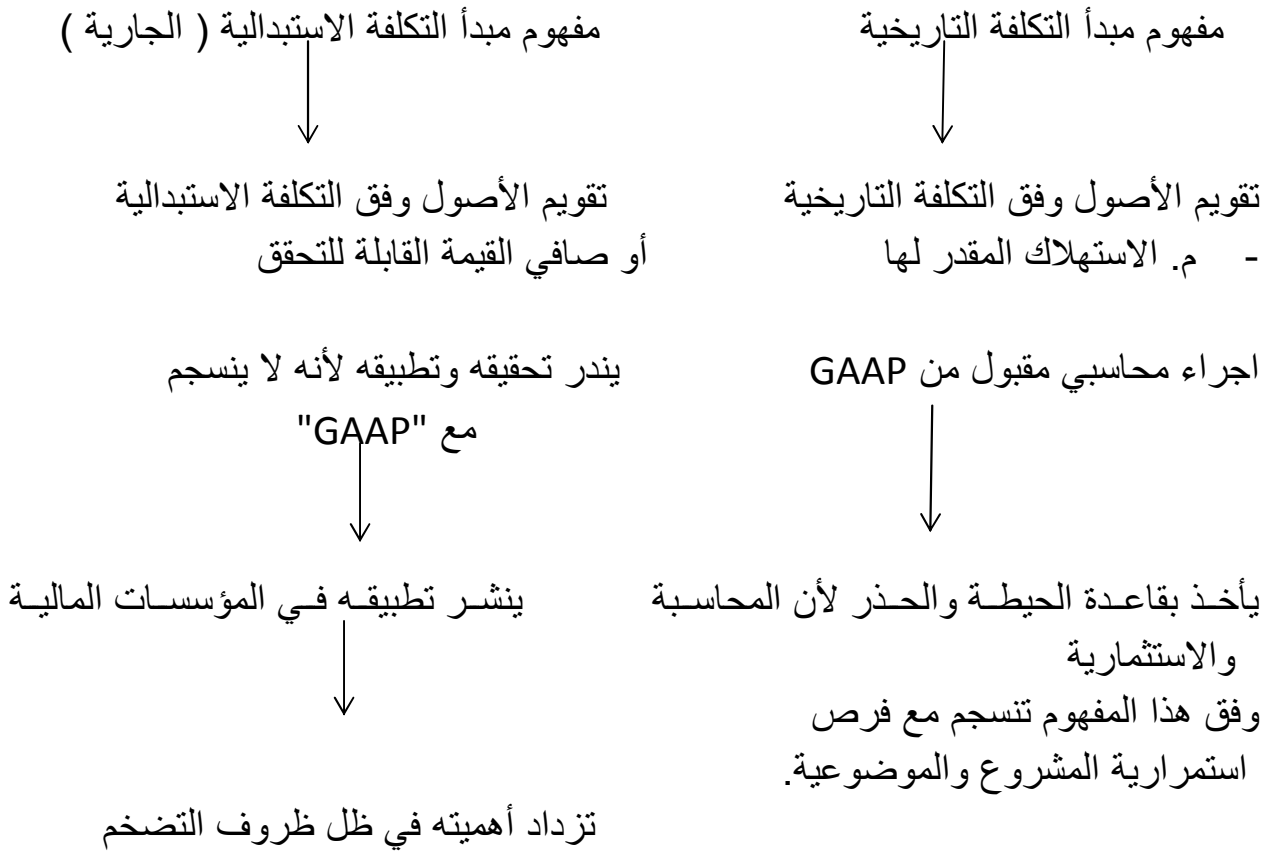 مفهوم مبدأ التكلفة التاريخية    مفهوم مبدأ التكلفة الاستبدالية ( الجارية )
تقويم الأصول وفق التكلفة التاريخية    تقويم الأصول وفق التكلفة الاستبدالية
- م. الاستهلاك المقدر لها    أو صافي القيمة القابلة للتحقق
اجراء محاسبي مقبول من GAAP    يندر تحقيقه وتطبيقه لأنه لا ينسجم
مع "GAAP"
يأخذ بقاعدة الحيطة والحذر لأن المحاسبة    ينشر تطبيقه في المؤسسات المالية
والاستثمارية
وفق هذا المفهوم تنسجم مع فرص
استمرارية المشروع والموضوعية.
تزداد أهميته في ظل ظروف التضخم